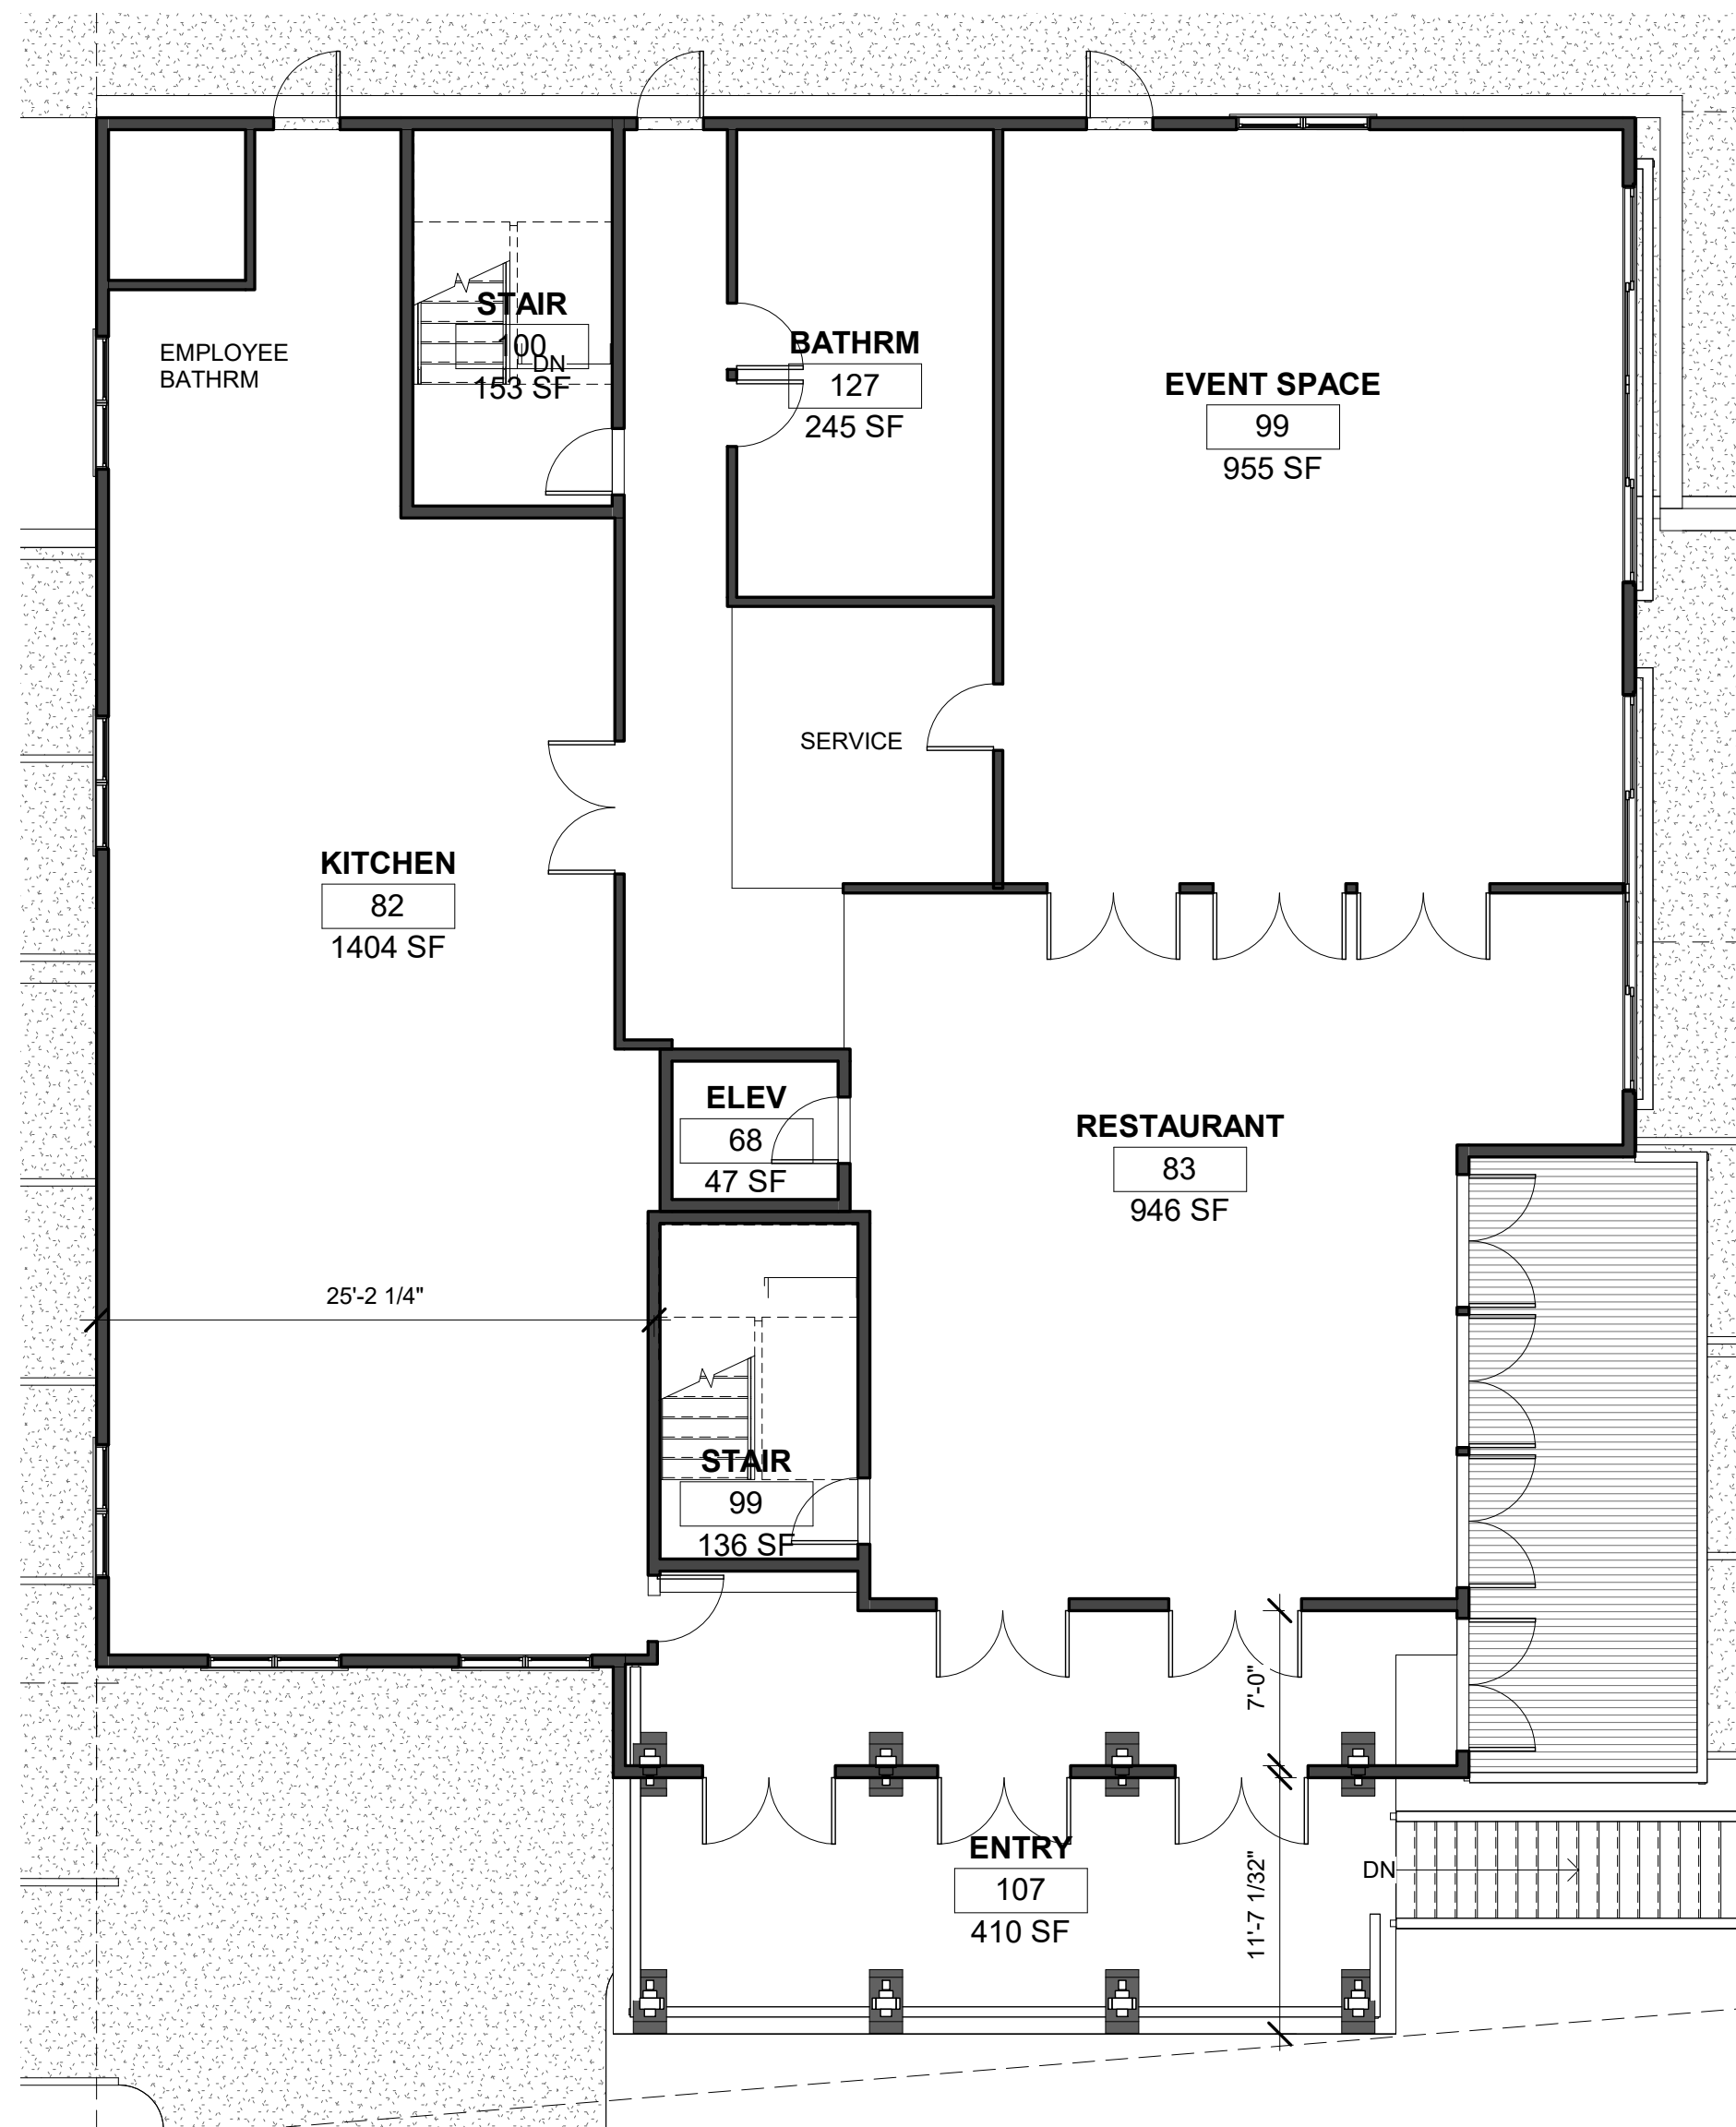 STAIR
100
DN
153 SF
EMPLOYEE
BATHRM
BATHRM
127
245 SF
EVENT SPACE
99
955 SF
SERVICE
KITCHEN
82
1404 SF
ELEV
68
47 SF
RESTAURANT
83
946 SF
25'-2 1/4"
STAIR
99
136 SF
7'-0"
ENTRY
107
410 SF
11'-7 1/32"
DN